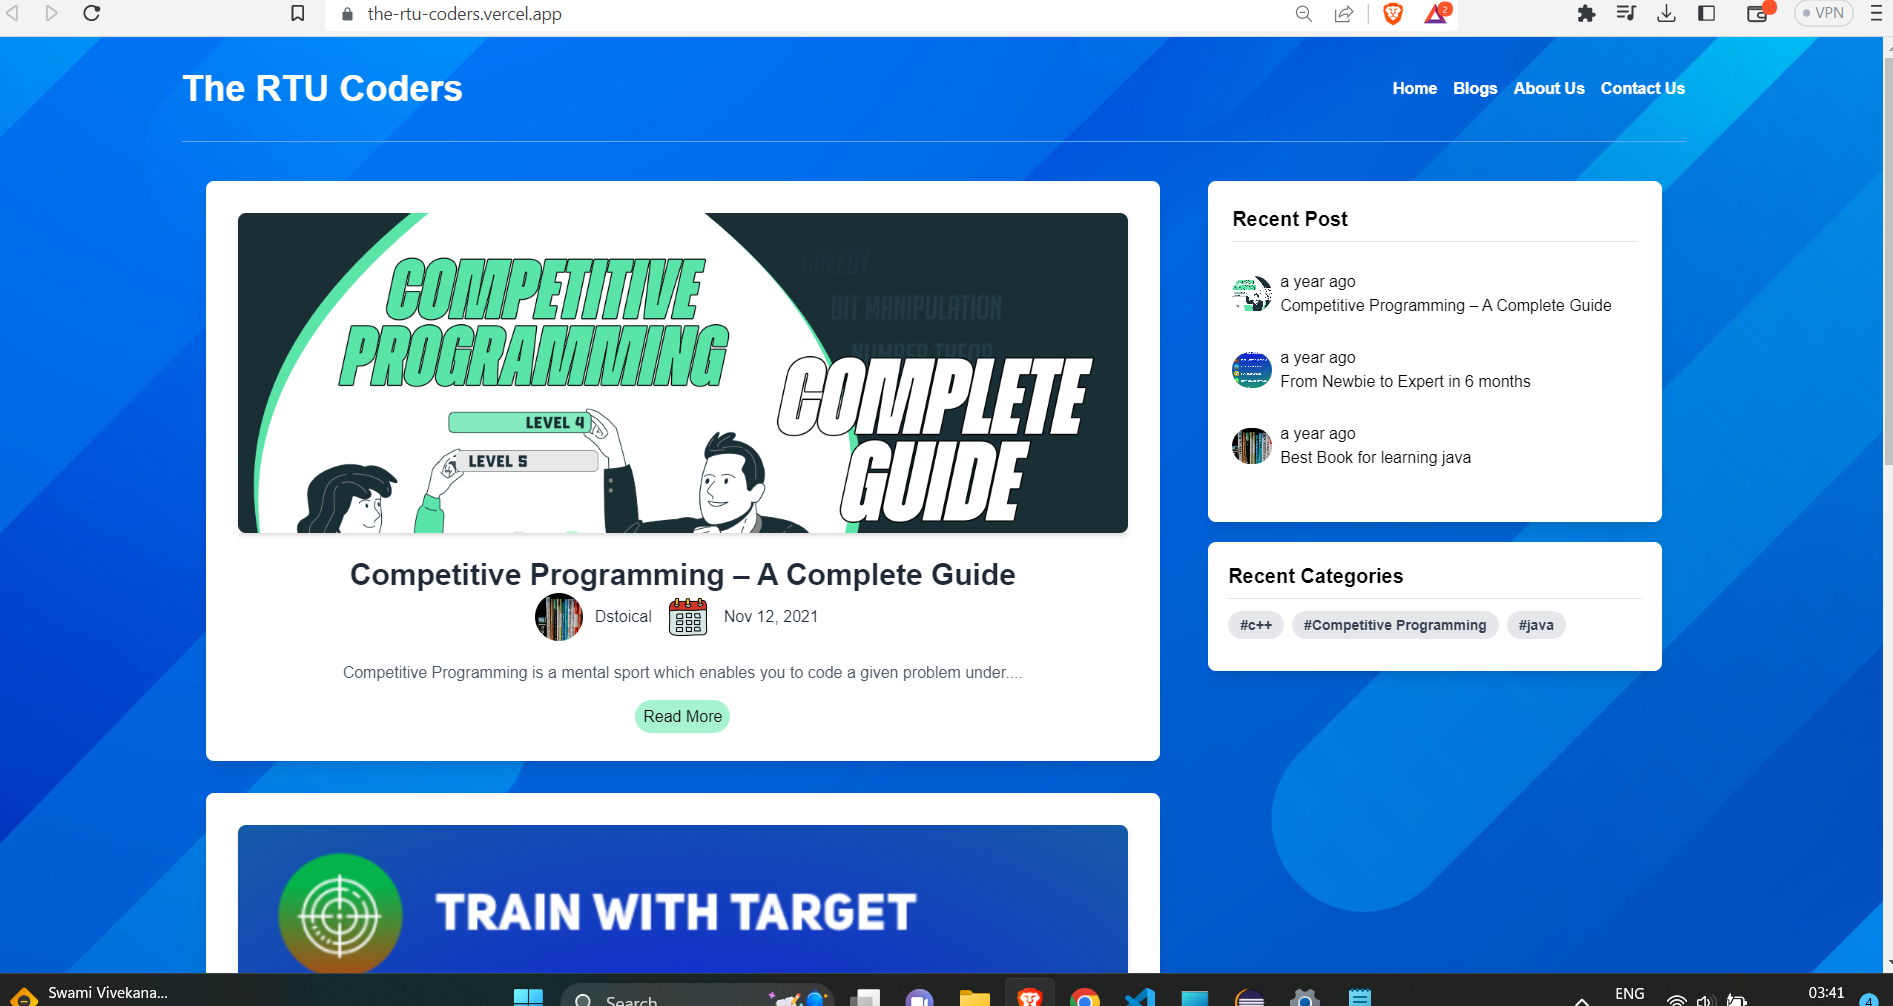 the-rtu-coders.vercel.app
2
VPN
The RTU Coders
Home Blogs About Us Contact Us
COMPETITIVE
PROGRAMMING
GREEDY
BIT MANIPULATION
NUMBER THEOR
COMPLETE
GUIDE
LEVEL 4
LEVEL 5
Competitive Programming – A Complete Guide
Dstoical Nov 12, 2021
Competitive Programming is a mental sport which enables you to code a given problem under....
Read More
TRAIN WITH TARGET
Recent Post
a year ago
Competitive Programming – A Complete Guide
a year ago
From Newbie to Expert in 6 months
a year ago
Best Book for learning java
Recent Categories
#c++ #Competitive Programming #java
Swami Vivekana...
Search
ENG
03:41
4